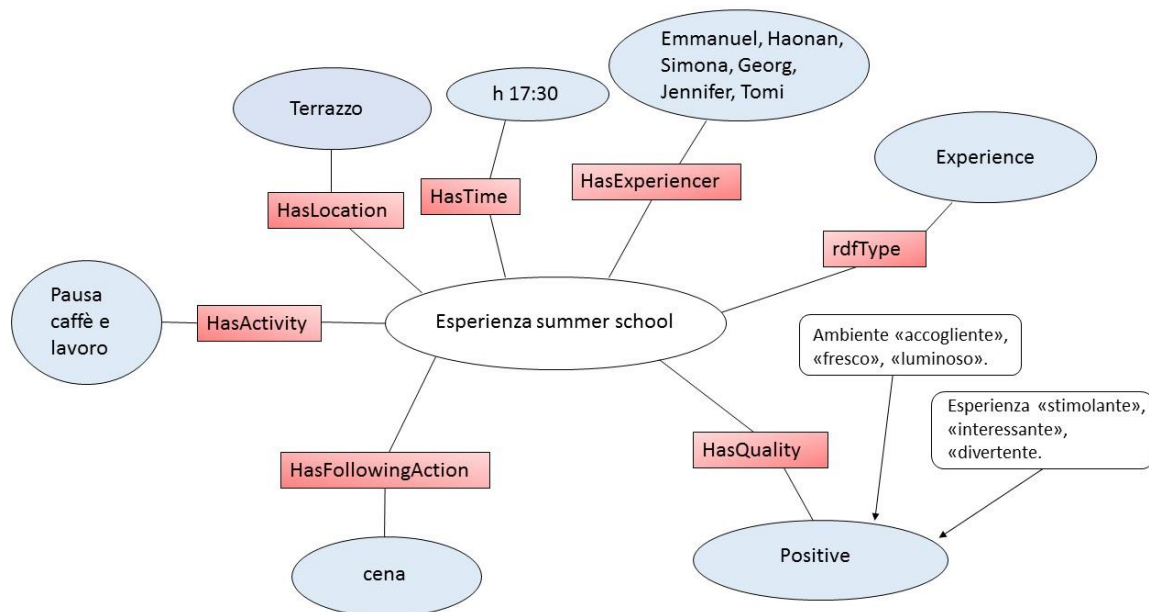 Emmanuel, Haonan,
Simona, Georg,
Jennifer, Tomi
h 17:30
Terrazzo
Experience
HasExperiencer
HasTime
HasLocation
rdfType
Pausa
caffè e
lavoro
HasActivity
Esperienza summer school
Ambiente «accogliente»,
«fresco», «luminoso».
Esperienza «stimolante»,
«interessante»,
«divertente.
HasQuality
HasFollowingAction
Positive
cena